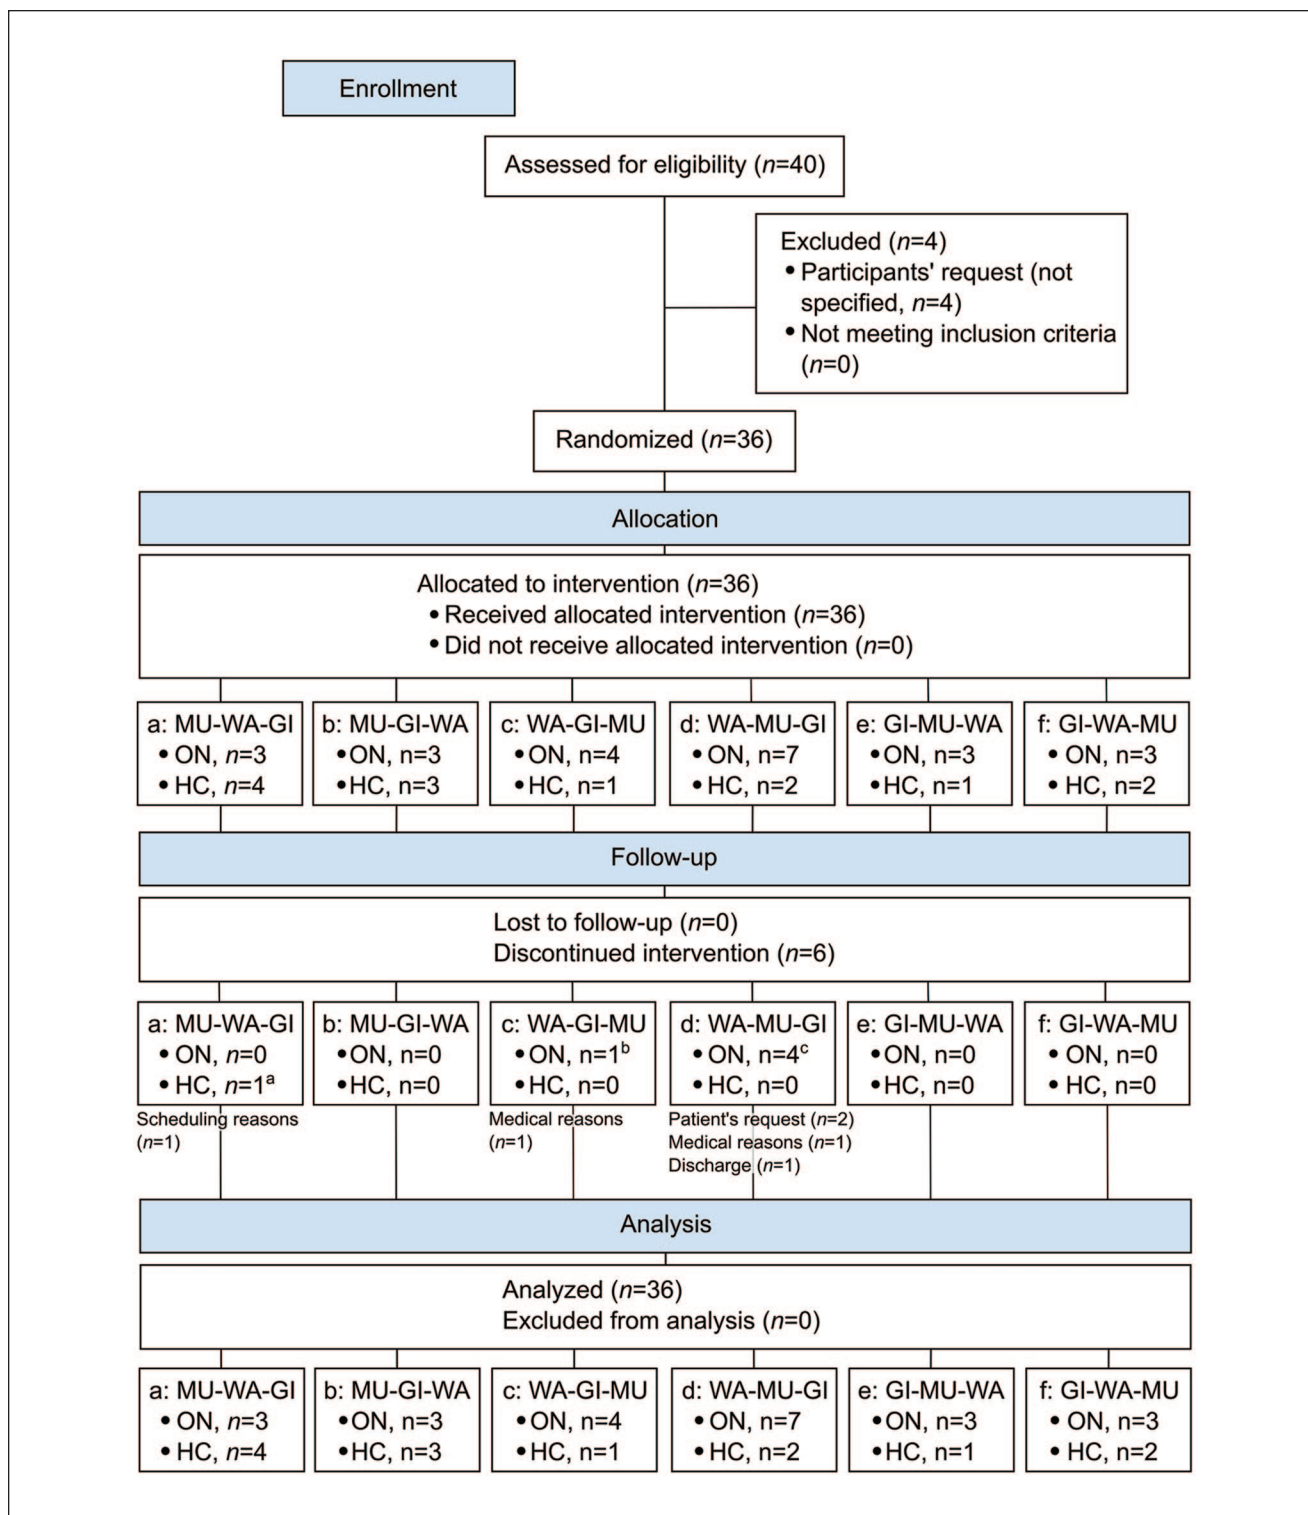 Enrollment
Assessed for eligibility (n=40)
Excluded (n=4)
• Participants' request (not
specified, n=4)
• Not meeting inclusion criteria
(n=0)
Randomized (n=36)
Allocation
Allocated to intervention (n=36)
• Received allocated intervention (n=36)
• Did not receive allocated intervention (n=0)
a: MU-WA-GI
• ON, n=3
• HC, n=4
b: MU-GI-WA
• ON, n=3
• HC, n=3
c: WA-GI-MU
• ON, n=4
• HC, n=1
d: WA-MU-GI
• ON, n=7
• HC, n=2
e: GI-MU-WA
• ON, n=3
• HC, n=1
f: GI-WA-MU
• ON, n=3
• HC, n=2
Follow-up
Lost to follow-up (n=0)
Discontinued intervention (n=6)
a: MU-WA-GI
• ON, n=0
• HC, n=1a
Scheduling reasons
(n=1)
b: MU-GI-WA
• ON, n=0
• HC, n=0
c: WA-GI-MU
• ON, n=1b
• HC, n=0
Medical reasons
(n=1)
d: WA-MU-GI
• ON, n=4c
• HC, n=0
Patient's request (n=2)
Medical reasons (n=1)
Discharge (n=1)
e: GI-MU-WA
• ON, n=0
• HC, n=0
f: GI-WA-MU
• ON, n=0
• HC, n=0
Analysis
Analyzed (n=36)
Excluded from analysis (n=0)
a: MU-WA-GI
• ON, n=3
• HC, n=4
b: MU-GI-WA
• ON, n=3
• HC, n=3
c: WA-GI-MU
• ON, n=4
• HC, n=1
d: WA-MU-GI
• ON, n=7
• HC, n=2
e: GI-MU-WA
• ON, n=3
• HC, n=1
f: GI-WA-MU
• ON, n=3
• HC, n=2